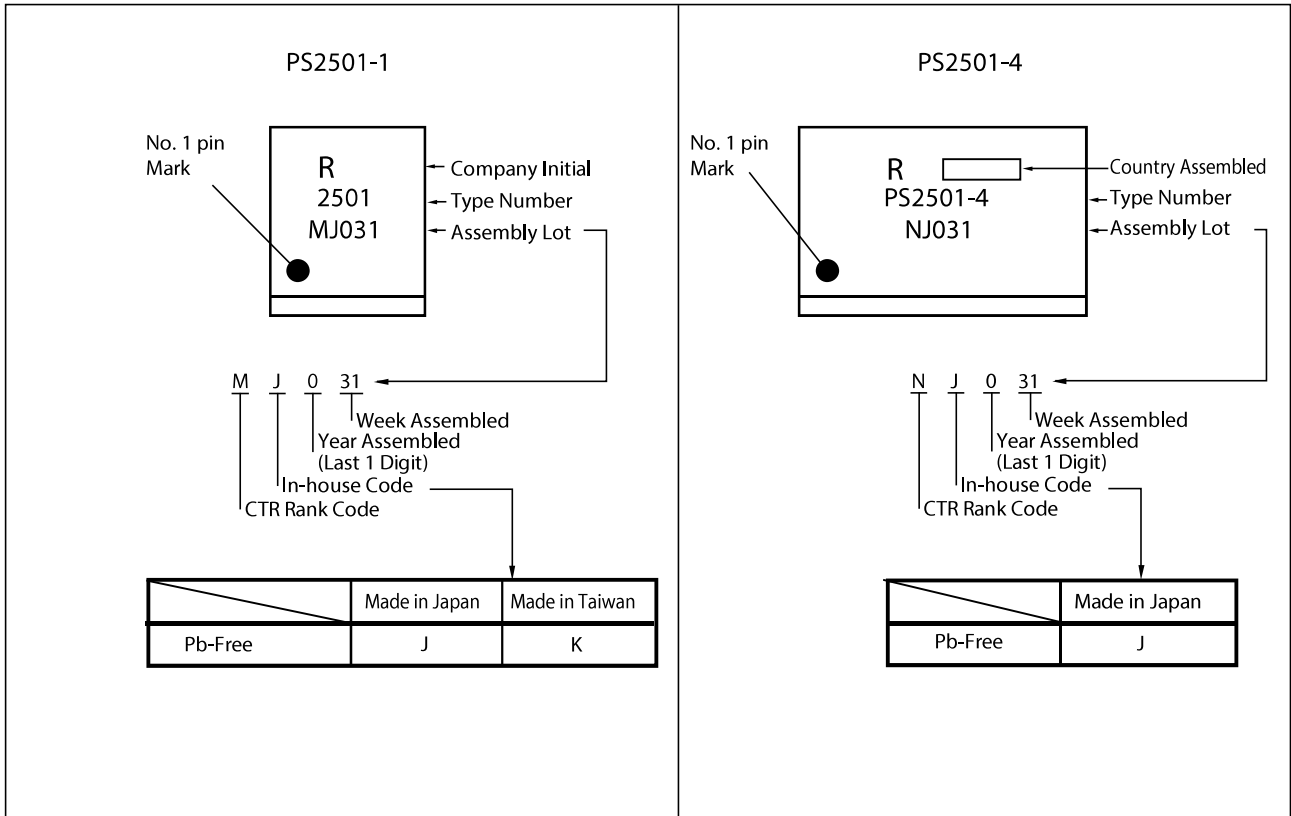 PS2501-1
No. 1 pin
Mark
R
2501
MJ031
Company Initial
Type Number
Assembly Lot
M J 0 31
Week Assembled
Year Assembled
(Last 1 Digit)
In-house Code
CTR Rank Code
Made in Japan Made in Taiwan
Pb-Free J K
PS2501-4
No. 1 pin
Mark
R
PS2501-4
NJ031
Country Assembled
Type Number
Assembly Lot
N J 0 31
Week Assembled
Year Assembled
(Last 1 Digit)
In-house Code
CTR Rank Code
Made in Japan
Pb-Free J